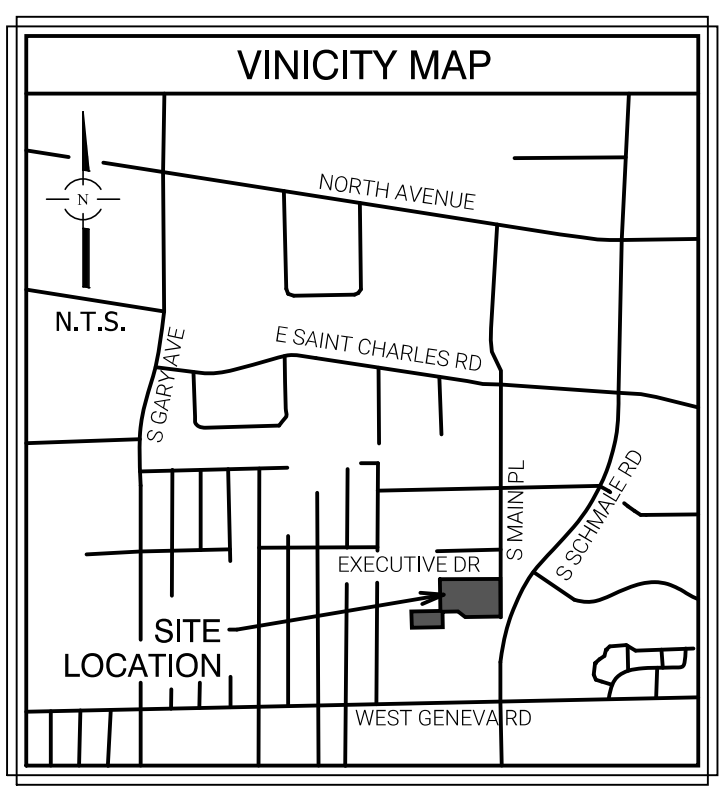 VINICITY MAP
NORTH AVENUE
N
N.T.S.
E SAINT CHARLES RD
S GARY AVE
S MAIN PL
S SCHMALE RD
EXECUTIVE DR
SITE
LOCATION
WEST GENEVA RD